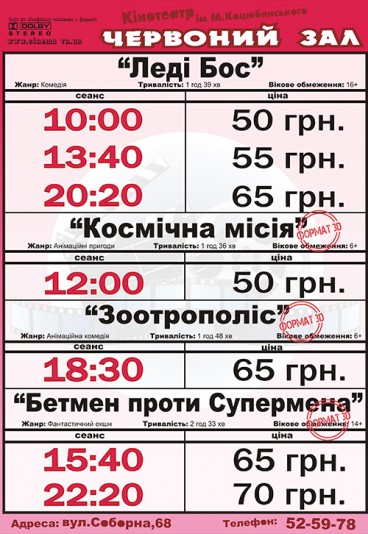 Кінотеатр ім М.Коцюбинського
DOLBY
STEREO
www.cinema vn.ua
ЧЕРВОНИЙ ЗАЛ
“Леді Бос”
Жанр: Комедія Тривалість: 1 год 39 хв Вікове обмеження: 16+
сеанс ціна
10:00 50 грн.
13:40 55 грн.
20:20 65 грн.
“Космічна місія”
ФОРМАТ 3D
Жанр: Анімаційні пригоди Тривалість: 1 год 36 хв Вікове обмеження: 6+
сеанс ціна
12:00 50 грн.
“Зоотрополіс”
ФОРМАТ 3D
Жанр: Анімаційна комедія Тривалість: 1 год 48 хв Вікове обмеження: 6+
сеанс ціна
18:30 65 грн.
“Бетмен проти Супермена”
ФОРМАТ 3D
Жанр: Фантастичний екшн Тривалість: 2 год 33 хв Вікове обмеження: 14+
сеанс ціна
15:40 65 грн.
22:20 70 грн.
Адреса: вул.Соборна,68 Телефон: 52-59-78